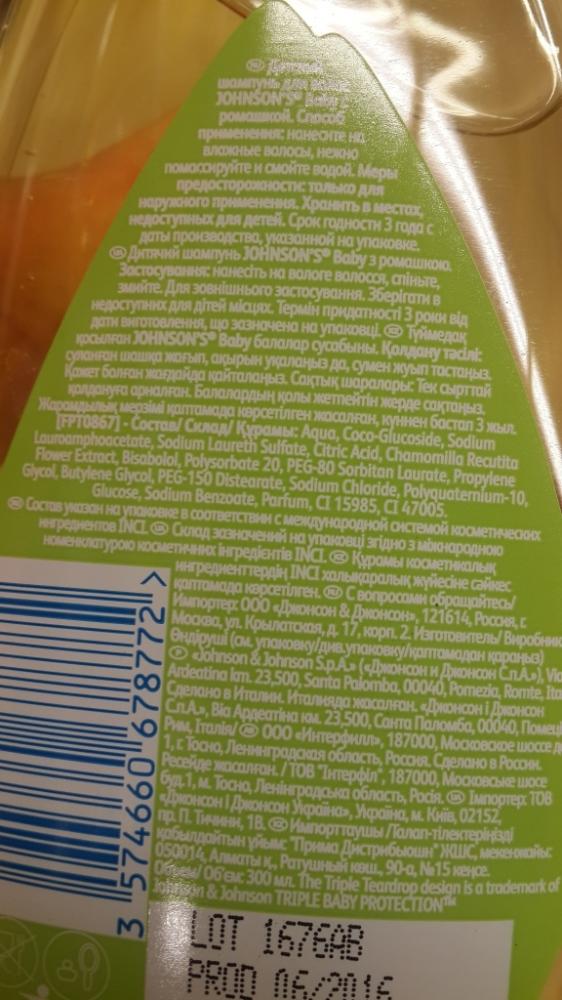 RU Детский
шампунь для волос
JOHNSON'S® Baby с
ромашкой. Способ
применения: нанесите на
влажные волосы, нежно
помассируйте и смойте водой. Меры
предосторожности: только для
наружного применения. Хранить в местах,
недоступных для детей. Срок годности 3 года с
даты производства, указанной на упаковке.
UA Дитячий шампунь JOHNSON'S® Baby з ромашкою.
Застосування: нанесіть на вологе волосся, спіньте,
змийте. Для зовнішнього застосування. Зберігати в
недоступних для дітей місцях. Термін придатності 3 роки від
дати виготовлення, що зазначена на упаковці. KZ Түймедақ
қосылған JOHNSON'S® Baby балалар сусабыны. Қолдану тәсілі:
суланған шашқа жағып, ақырын уқалаңыз да, сумен жуып тастаңыз.
Қажет болған жағдайда қайталаңыз. Сақтық шаралары: Тек сырттай
қолдануға арналған. Балалардың қолы жетпейтін жерде сақтаңыз.
Жарамдылық мерзімі қаптамада көрсетілген жасалған, күннен бастап 3 жыл.
[FPT0867] - Состав/ Склад/ Құрамы: Aqua, Coco-Glucoside, Sodium
Lauroamphoacetate, Sodium Laureth Sulfate, Citric Acid, Chamomilla Recutita
Flower Extract, Bisabolol, Polysorbate 20, PEG-80 Sorbitan Laurate, Propylene
Glycol, Butylene Glycol, PEG-150 Distearate, Sodium Chloride, Polyquaternium-10,
Glucose, Sodium Benzoate, Parfum, CI 15985, CI 47005.
RU Состав указан на упаковке в соответствии с международной системой косметических
ингредиентов INCI. UA Склад зазначений на упаковці згідно з міжнародною
номенклатурою косметичних інгредієнтів INCI. KZ Құрамы косметикалық
ингредиенттердің INCI халықаралық жүйесіне сәйкес
қаптамада көрсетілген. RU С вопросами обращайтесь/
Импортер: ООО «Джонсон & Джонсон», 121614, Россия, г.
Москва, ул. Крылатская, д. 17, корп. 2. Изготовитель/ Виробник
Өндіруші (см. упаковку/див.упаковку/қаптамадан қараңыз)
«Johnson & Johnson S.p.A.» («Джонсон и Джонсон С.п.А.»), Via
Ardeatina km. 23,500, Santa Palomba, 00040, Pomezia, Romte, Ita
Сделано в Италии. Италияда жасалған. «Джонсон і Джонсон
С.п.А.», Віа Ардеатіна км. 23,500, Санта Паломба, 00040, Помеці
Рим, Італія/ ООО «Интерфилл», 187000, Московское шоссе д
1, г. Тосно, Ленинградская область, Россия. Сделано в России.
Ресейде жасалған. / ТОВ "Інтерфіл", 187000, Московське шосе
буд.1, м. Тосно, Ленінградська область, Росія. UA Імпортер: ТОВ
«Джонсон і Джонсон Україна», Україна, м. Київ, 02152,
пр. П. Тичини, 1В. KZ Импорттаушы /Талап-тілектеріңізді
қабылдайтын ұйым: "Прима Дистрибьюшн" ЖШС, мекенжайы:
050014, Алматы қ., Ратушный көш., 90-а, №15 кеңсе.
Объем/ Об'єм: 300 мл. The Triple Teardrop design is a trademark of
Johnson & Johnson TRIPLE BABY PROTECTION™
3 574660 678772 >
LOT 1676AB
PROD 06/2016